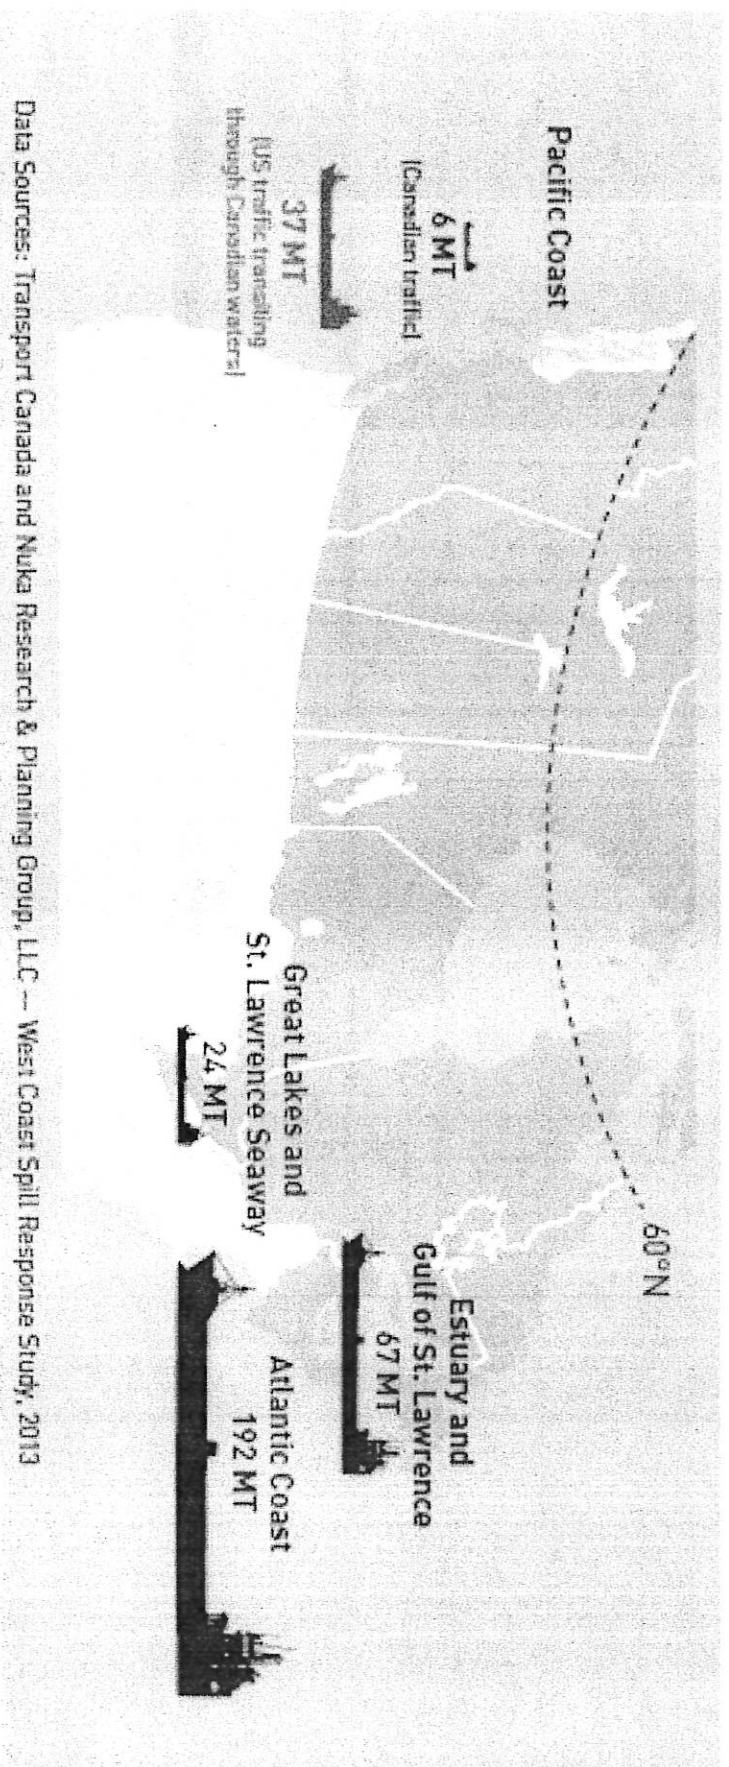 60°N
Pacific Coast
6 MT
(Canadian traffic)
37 MT
(US traffic transiting
through Canadian waters)
Estuary and
Gulf of St. Lawrence
67 MT
Great Lakes and
St. Lawrence Seaway
24 MT
Atlantic Coast
192 MT
Data Sources: Transport Canada and Nuka Research & Planning Group, LLC -- West Coast Spill Response Study, 2013